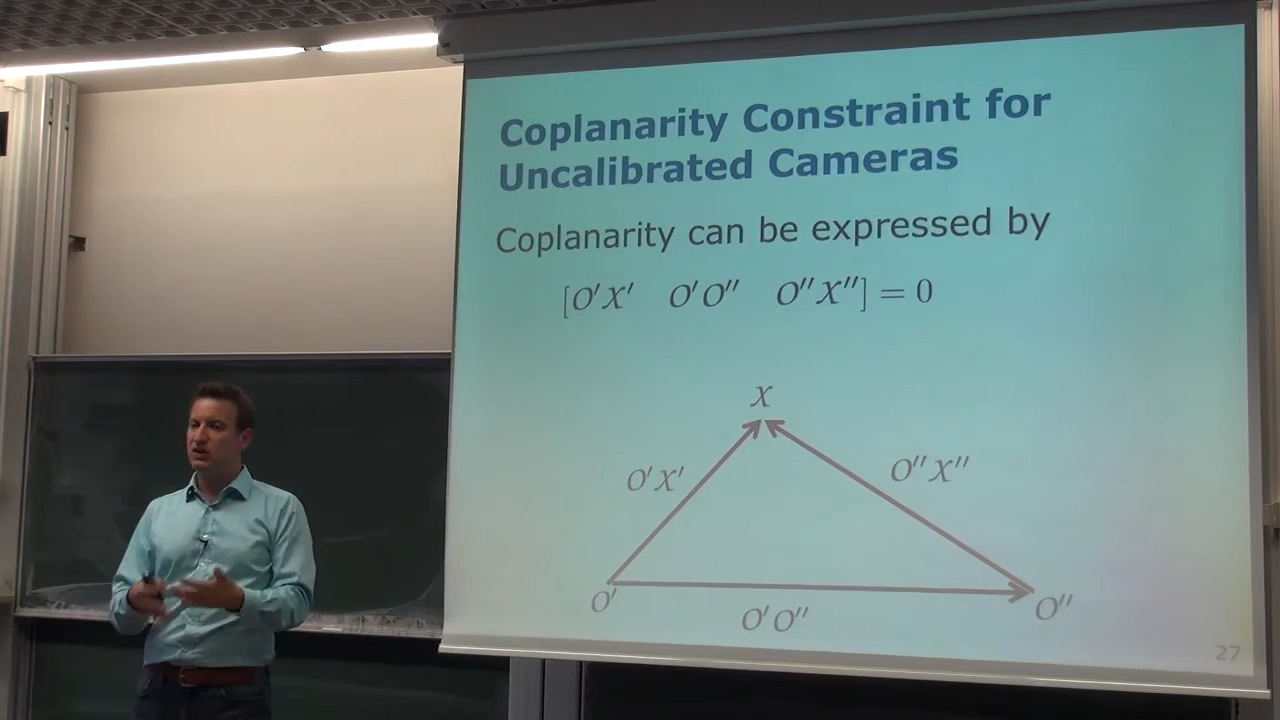 Coplanarity Constraint for
Uncalibrated Cameras
Coplanarity can be expressed by
[O′X′ O′O″ O″X″] = 0
X
O′X′ O″X″
O′ O″
O′O″
27